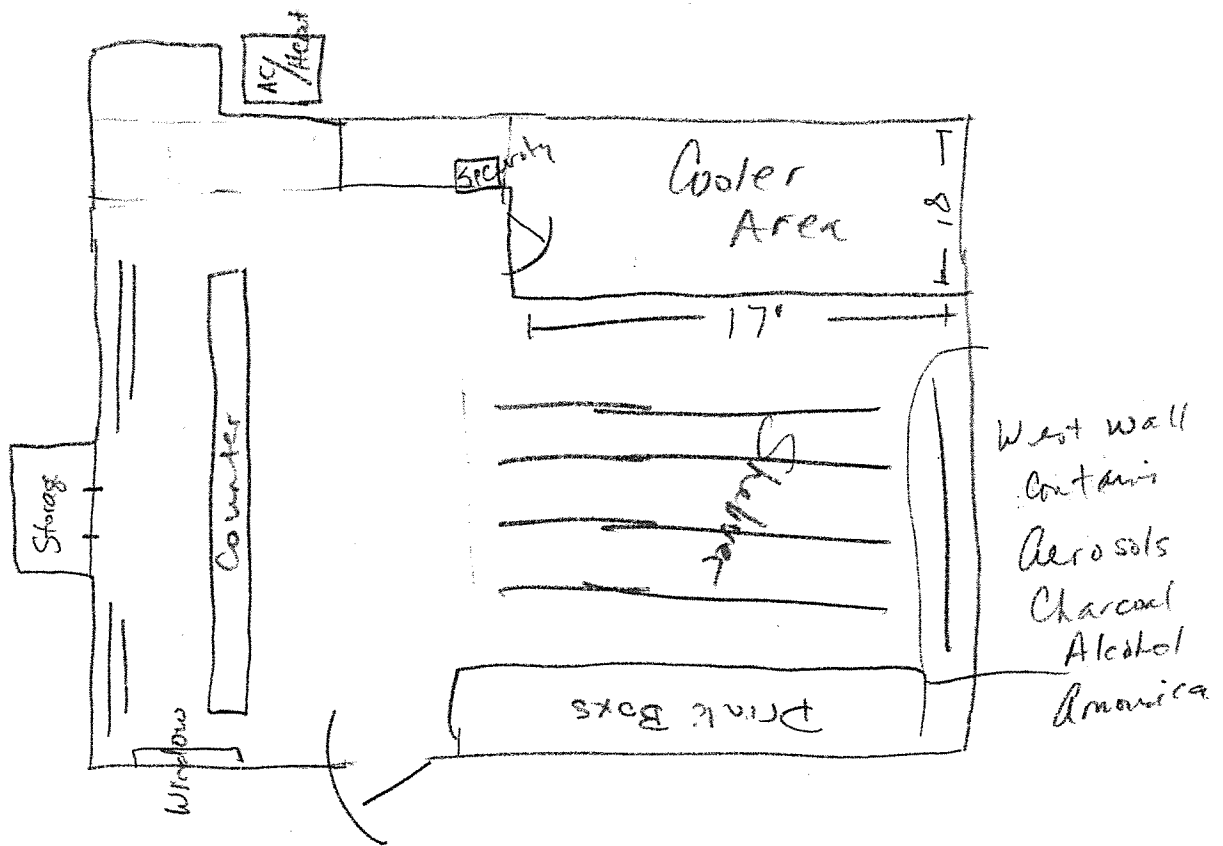 AC/Heat
Security
Cooler
Area
18
17'
Counter
Storag
Shelves
West wall
Contains
Aerosols
Charcoal
Alcohol
Amonica
Drink Boxs
Window